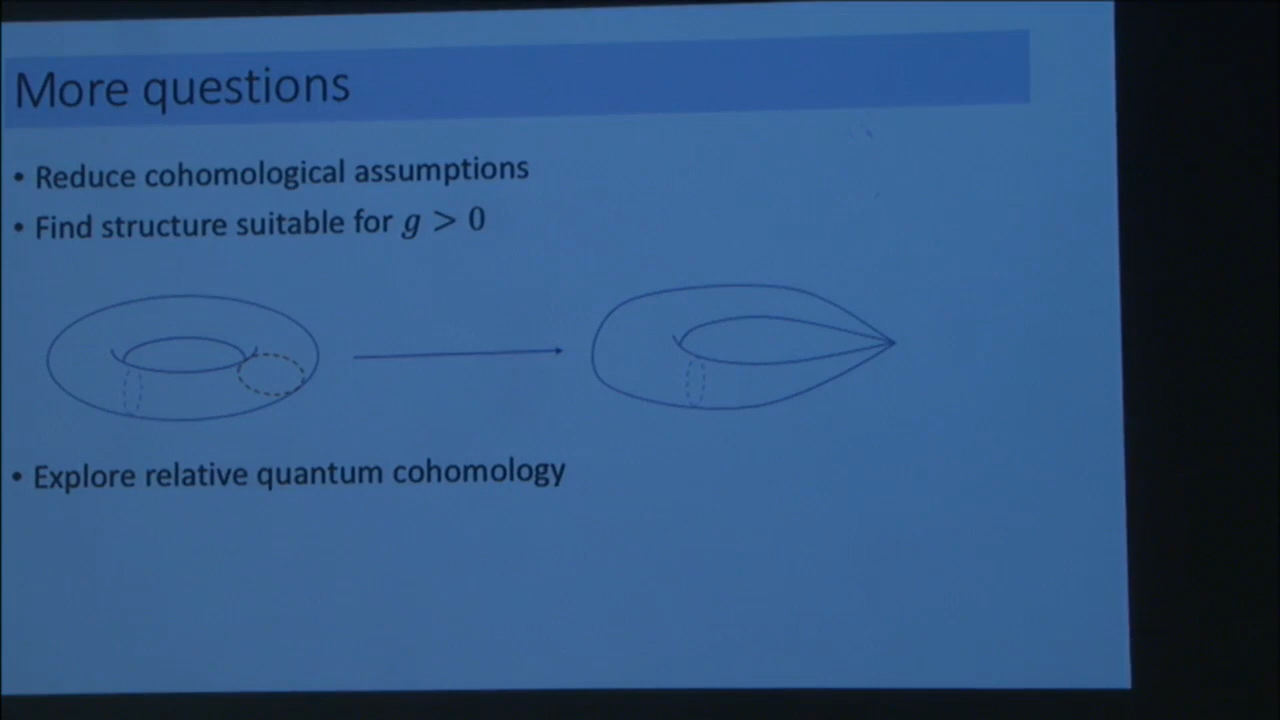 More questions
• Reduce cohomological assumptions
• Find structure suitable for g > 0
• Explore relative quantum cohomology